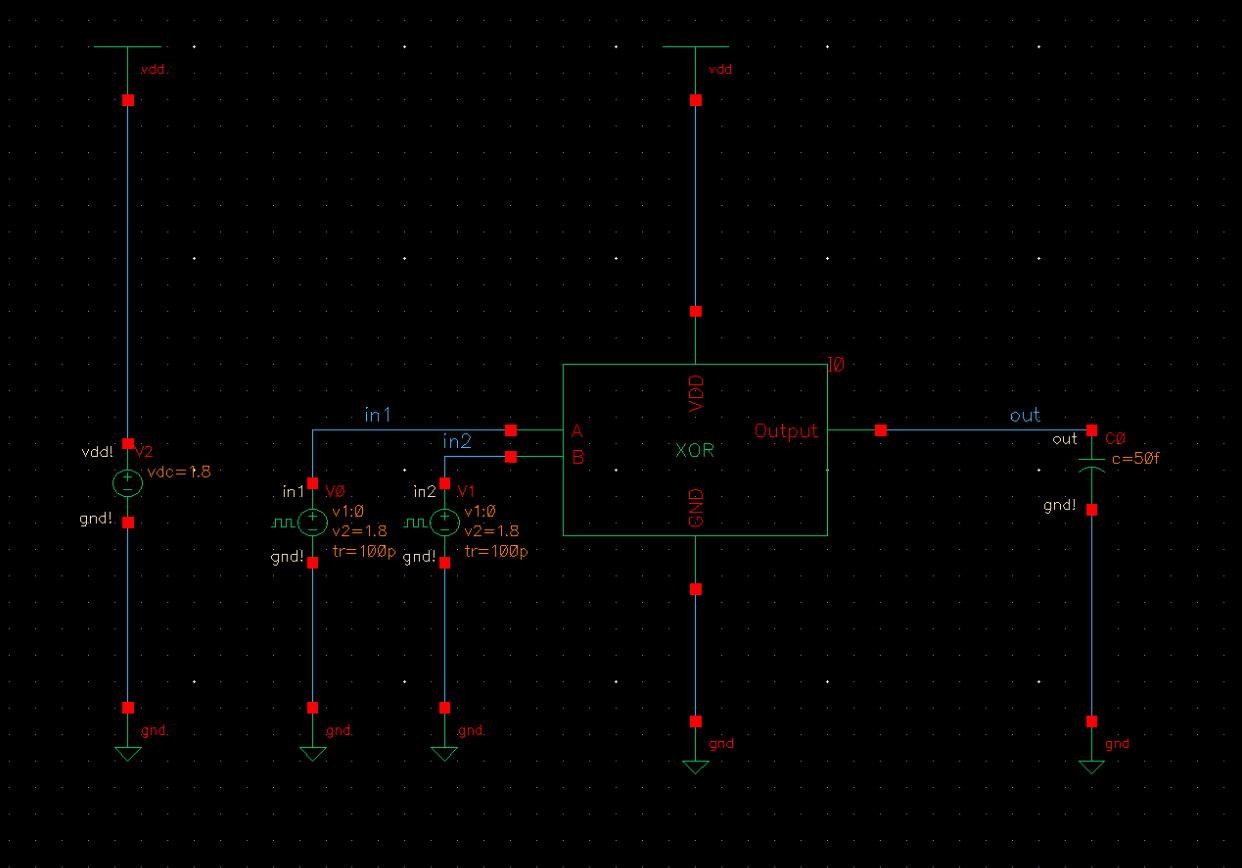 vdd
vdd
I0
VDD
in1
out
A
Output
out
C0
in2
XOR
B
c=50f
vdd!
V2
vdc=1.8
in1
V0
in2
V1
GND
gnd!
v1:0
v1:0
gnd!
v2=1.8
v2=1.8
gnd!
tr=100p
gnd!
tr=100p
gnd
gnd
gnd
gnd
gnd